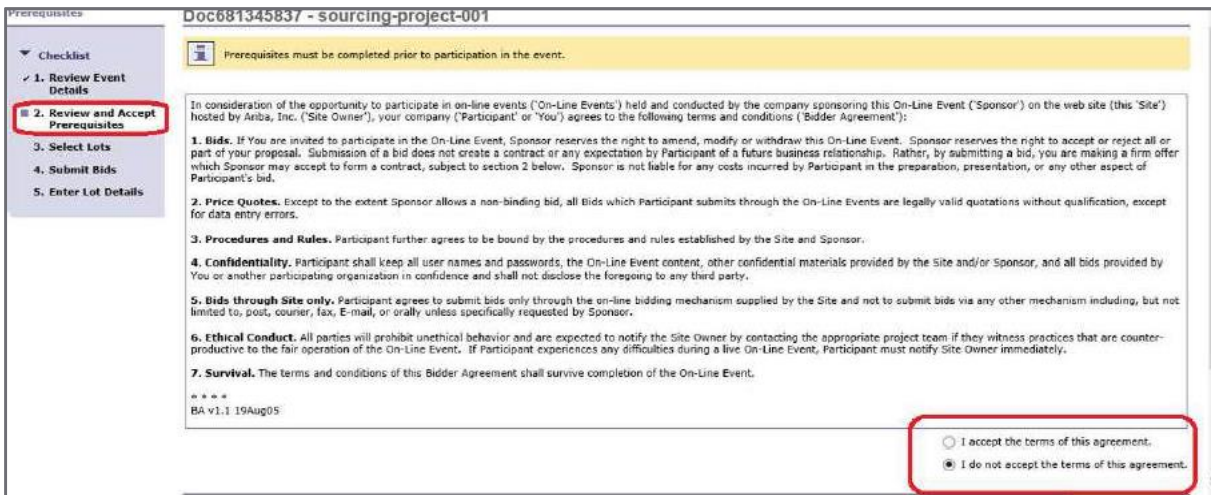 Prerequisites
Doc681345837 - sourcing-project-001
Checklist
1. Review Event
Details
2. Review and Accept
Prerequisites
3. Select Lots
4. Submit Bids
5. Enter Lot Details
Prerequisites must be completed prior to participation in the event.
In consideration of the opportunity to participate in on-line events ('On-Line Events') held and conducted by the company sponsoring this On-Line Event ('Sponsor') on the web site (this 'Site')
hosted by Ariba, Inc. ('Site Owner'), your company ('Participant' or 'You') agrees to the following terms and conditions ('Bidder Agreement'):
1. Bids. If You are invited to participate in the On-Line Event, Sponsor reserves the right to amend, modify or withdraw this On-Line Event. Sponsor reserves the right to accept or reject all or
part of your proposal. Submission of a bid does not create a contract or any expectation by Participant of a future business relationship. Rather, by submitting a bid, you are making a firm offer
which Sponsor may accept to form a contract, subject to section 2 below. Sponsor is not liable for any costs incurred by Participant in the preparation, presentation, or any other aspect of
Participant's bid.
2. Price Quotes. Except to the extent Sponsor allows a non-binding bid, all Bids which Participant submits through the On-Line Events are legally valid quotations without qualification, except
for data entry errors.
3. Procedures and Rules. Participant further agrees to be bound by the procedures and rules established by the Site and Sponsor.
4. Confidentiality. Participant shall keep all user names and passwords, the On-Line Event content, other confidential materials provided by the Site and/or Sponsor, and all bids provided by
You or another participating organization in confidence and shall not disclose the foregoing to any third party.
5. Bids through Site only. Participant agrees to submit bids only through the on-line bidding mechanism supplied by the Site and not to submit bids via any other mechanism including, but not
limited to, post, courier, fax, E-mail, or orally unless specifically requested by Sponsor.
6. Ethical Conduct. All parties will prohibit unethical behavior and are expected to notify the Site Owner by contacting the appropriate project team if they witness practices that are counter-
productive to the fair operation of the On-Line Event. If Participant experiences any difficulties during a live On-Line Event, Participant must notify Site Owner immediately.
7. Survival. The terms and conditions of this Bidder Agreement shall survive completion of the On-Line Event.
* * * *
BA v1.1 19Aug05
I accept the terms of this agreement.
I do not accept the terms of this agreement.